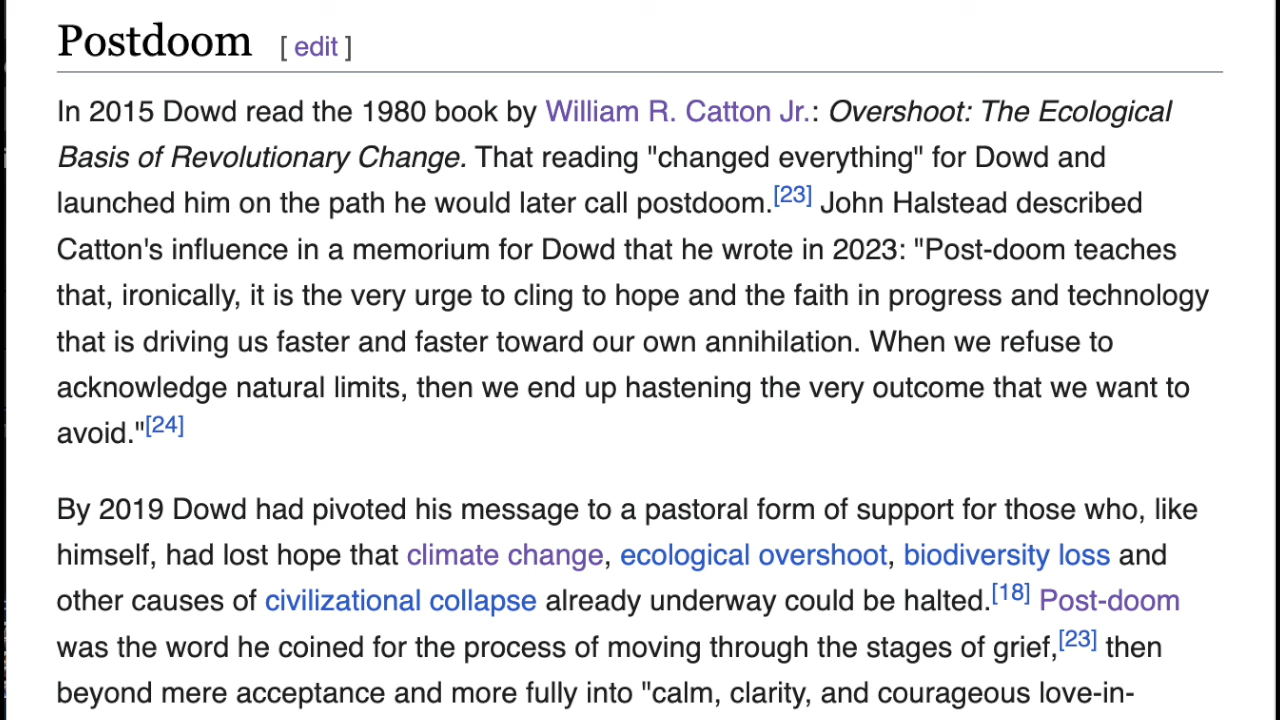 Postdoom [ edit ]
In 2015 Dowd read the 1980 book by William R. Catton Jr.: Overshoot: The Ecological
Basis of Revolutionary Change. That reading "changed everything" for Dowd and
launched him on the path he would later call postdoom.[23] John Halstead described
Catton's influence in a memorium for Dowd that he wrote in 2023: "Post-doom teaches
that, ironically, it is the very urge to cling to hope and the faith in progress and technology
that is driving us faster and faster toward our own annihilation. When we refuse to
acknowledge natural limits, then we end up hastening the very outcome that we want to
avoid."[24]
By 2019 Dowd had pivoted his message to a pastoral form of support for those who, like
himself, had lost hope that climate change, ecological overshoot, biodiversity loss and
other causes of civilizational collapse already underway could be halted.[18] Post-doom
was the word he coined for the process of moving through the stages of grief,[23] then
beyond mere acceptance and more fully into "calm, clarity, and courageous love-in-